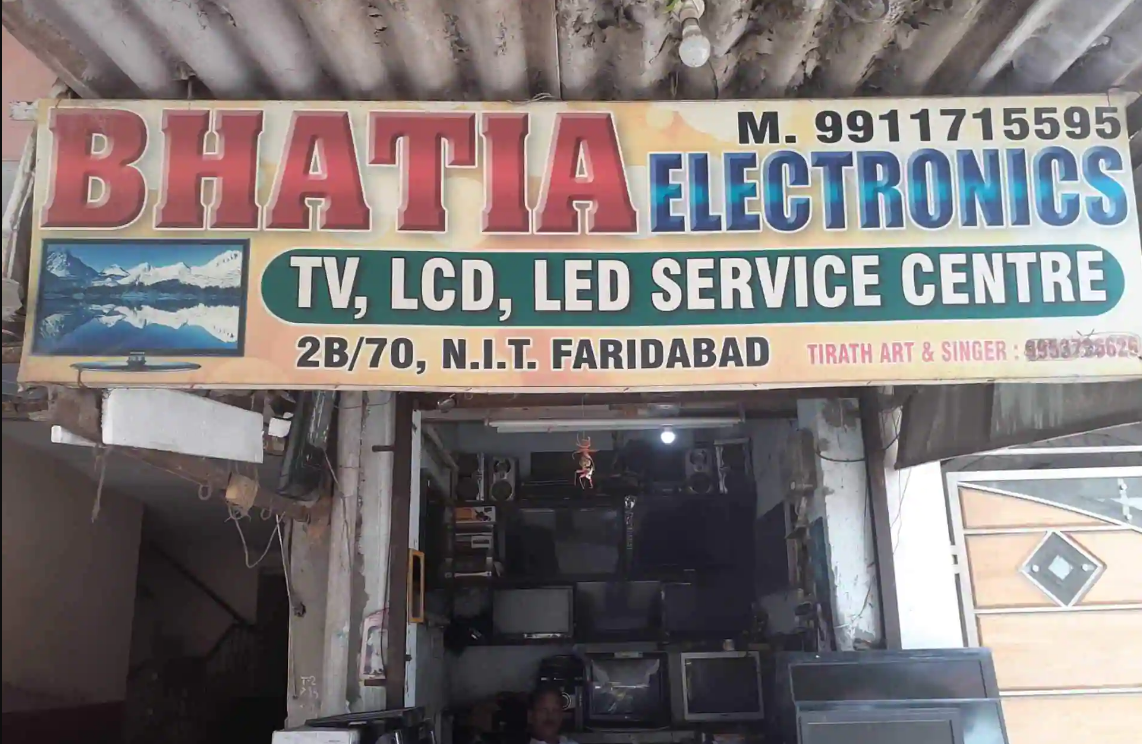 BHATIA
M. 9911715595
ELECTRONICS
TV, LCD, LED SERVICE CENTRE
2B/70, N.I.T. FARIDABAD
TIRATH ART & SINGER :